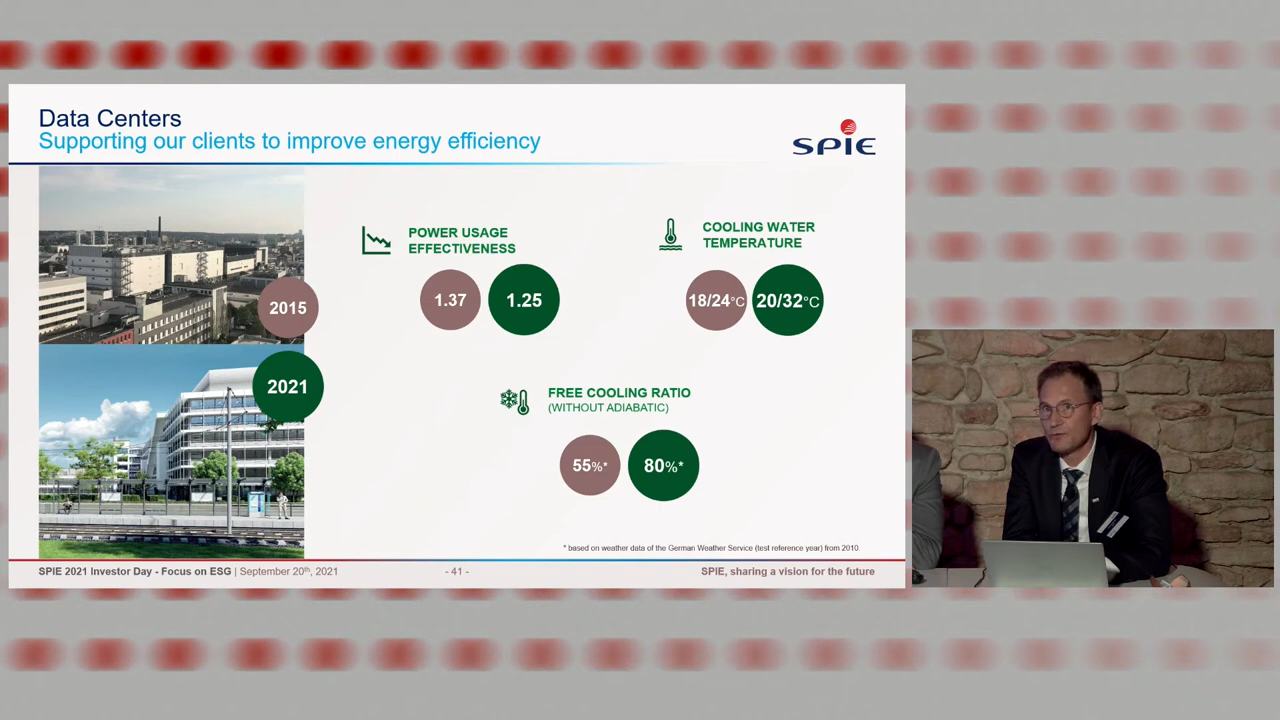 Data Centers
Supporting our clients to improve energy efficiency
SPIE
2015
2021
POWER USAGE
EFFECTIVENESS
1.37
1.25
COOLING WATER
TEMPERATURE
18/24°C
20/32°C
FREE COOLING RATIO
(WITHOUT ADIABATIC)
55%*
80%*
* based on weather data of the German Weather Service (test reference year) from 2010.
SPIE 2021 Investor Day - Focus on ESG | September 20th, 2021
- 41 -
SPIE, sharing a vision for the future